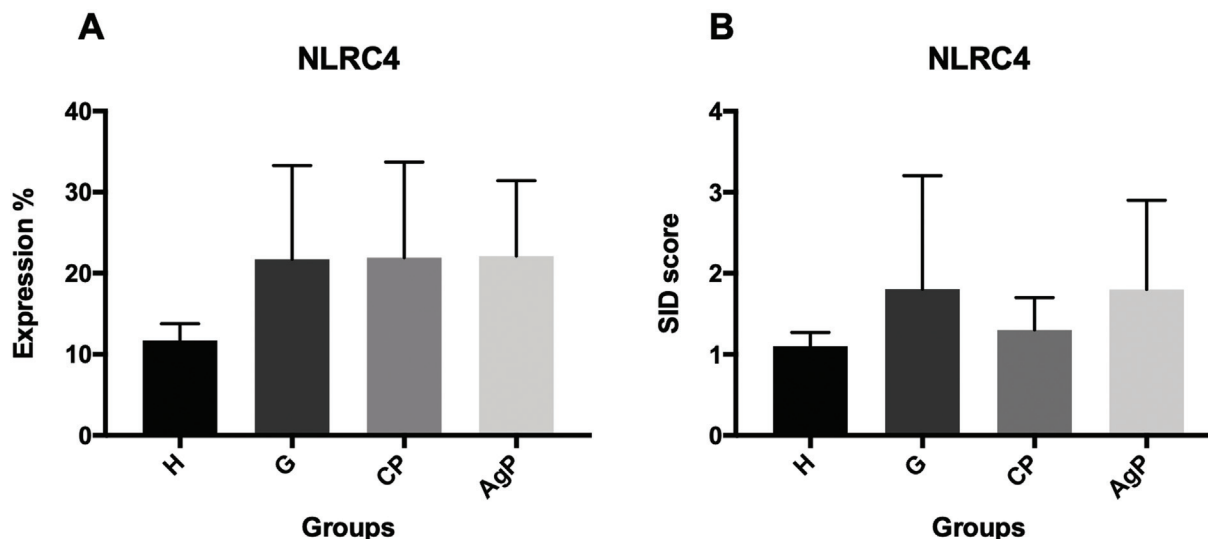 A
NLRC4
Expression %
40
30
20
10
0
H
G
CP
AgP
Groups
B
NLRC4
SID score
4
3
2
1
0
H
G
CP
AgP
Groups